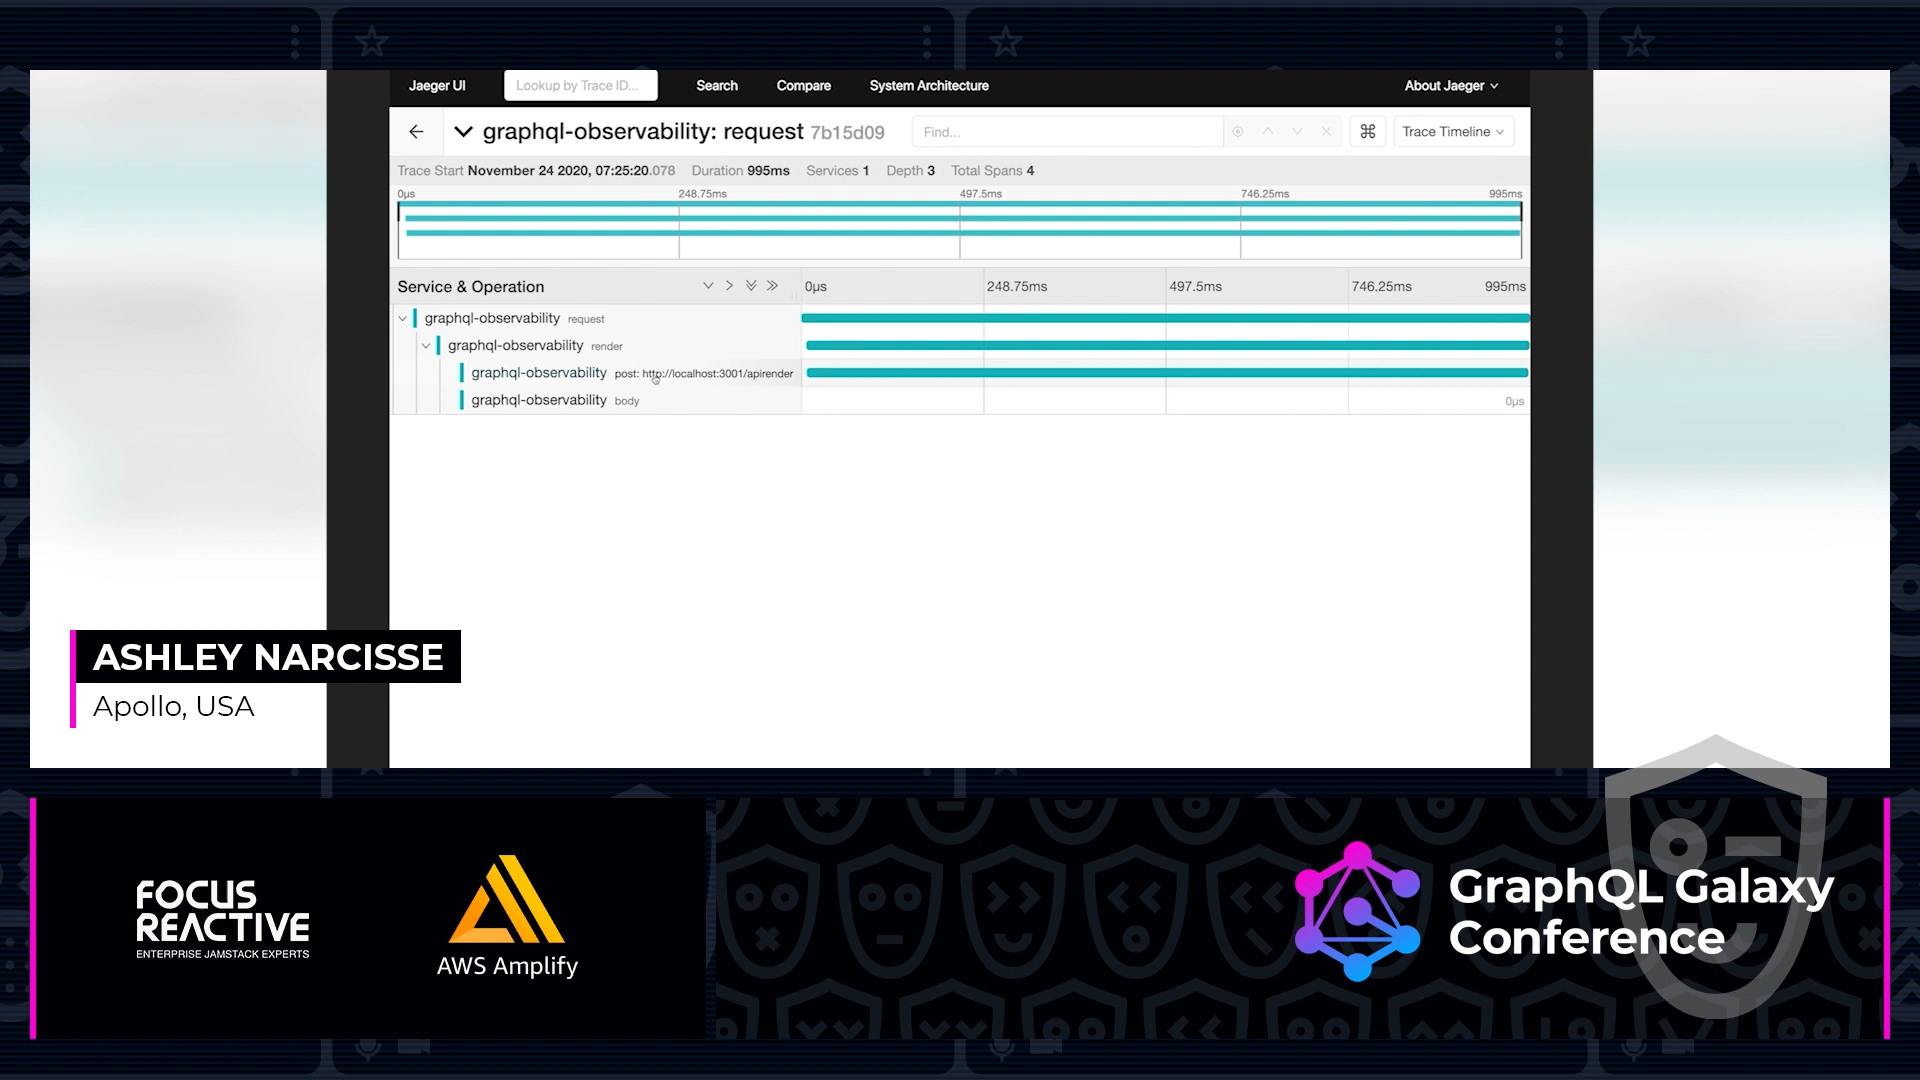 Jaeger UI Lookup by Trace ID... Search Compare System Architecture About Jaeger
graphql-observability: request 7b15d09 Find... ⌘ Trace Timeline
Trace Start November 24 2020, 07:25:20.078 Duration 995ms Services 1 Depth 3 Total Spans 4
0μs 248.75ms 497.5ms 746.25ms 995ms
Service & Operation 0μs 248.75ms 497.5ms 746.25ms 995ms
graphql-observability request
graphql-observability render
graphql-observability post: http://localhost:3001/apirender
graphql-observability body 0μs
ASHLEY NARCISSE
Apollo, USA
FOCUS
REACTIVE
ENTERPRISE JAMSTACK EXPERTS
AWS Amplify
GraphQL Galaxy
Conference